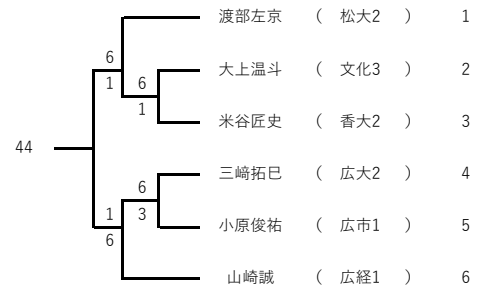 渡部左京 ( 松大2 ) 1
6
1
大上温斗 ( 文化3 ) 2
6
1
米谷匠史 ( 香大2 ) 3
44
三﨑拓巳 ( 広大2 ) 4
6
3
1
6
小原俊祐 ( 広市1 ) 5
山崎誠 ( 広経1 ) 6